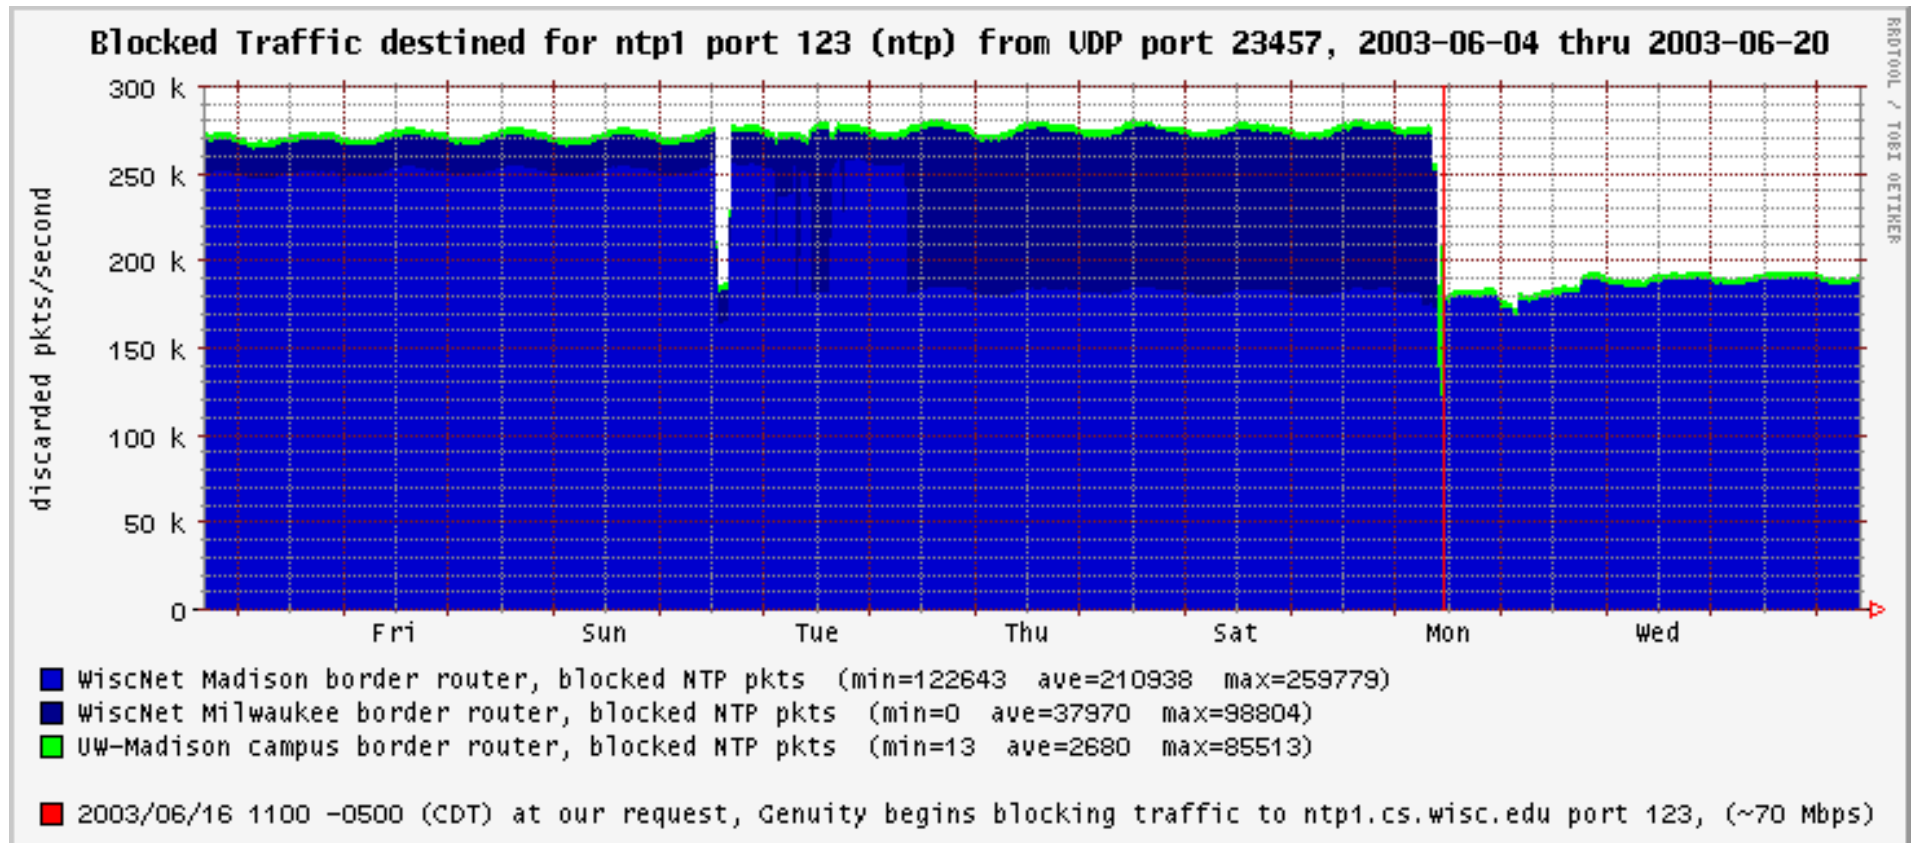 Blocked Traffic destined for ntp1 port 123 (ntp) from UDP port 23457, 2003-06-04 thru 2003-06-20
RRDTOOL / TOBI OETIKER
discarded pkts/second
300 k
250 k
200 k
150 k
100 k
50 k
0
Fri Sun Tue Thu Sat Mon Wed
WiscNet Madison border router, blocked NTP pkts (min=122643 ave=210938 max=259779)
WiscNet Milwaukee border router, blocked NTP pkts (min=0 ave=37970 max=98804)
UW-Madison campus border router, blocked NTP pkts (min=13 ave=2680 max=85513)
2003/06/16 1100 -0500 (CDT) at our request, Genuity begins blocking traffic to ntp1.cs.wisc.edu port 123, (~70 Mbps)